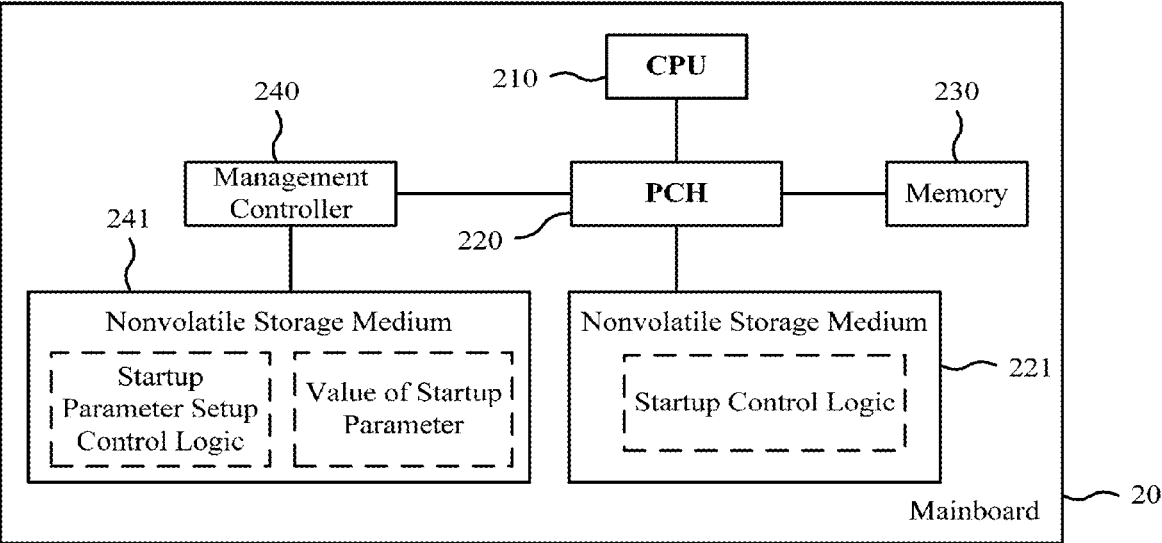 CPU
210
240
230
Management
Controller
PCH
Memory
241
220
Nonvolatile Storage Medium
Startup
Parameter Setup
Control Logic
Value of Startup
Parameter
Nonvolatile Storage Medium
Startup Control Logic
221
Mainboard
20